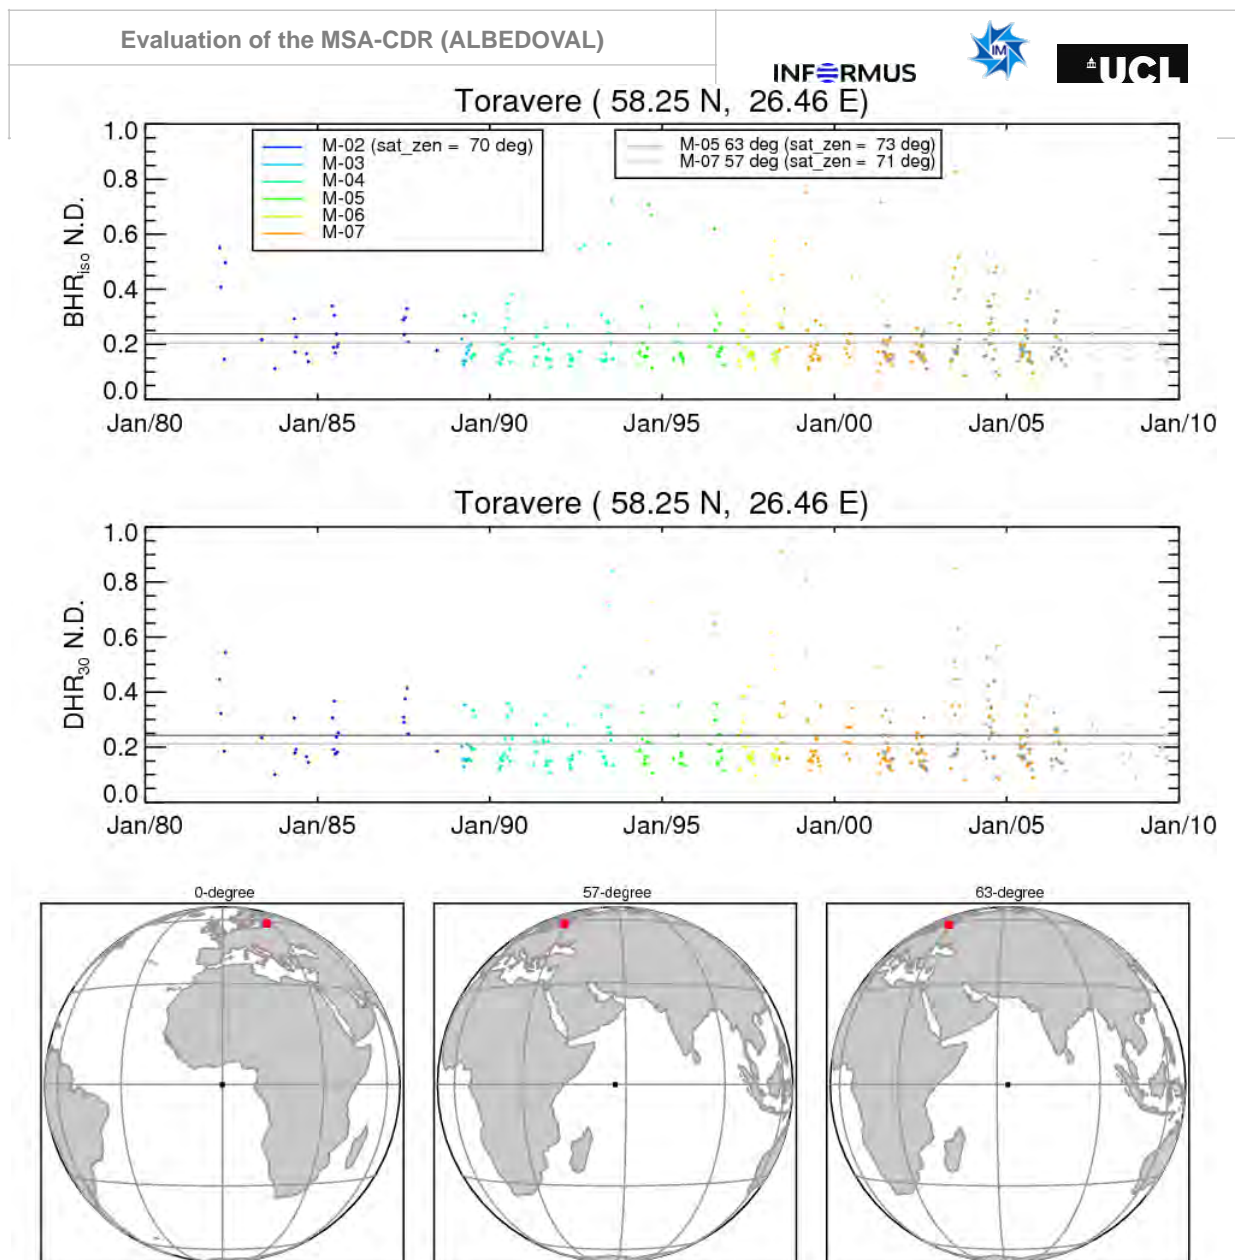 Evaluation of the MSA-CDR (ALBEDOVAL)
INFORMUS
IM
UCL
Toravere ( 58.25 N, 26.46 E)
BHRiso N.D.
1.0
0.8
0.6
0.4
0.2
0.0
M-02 (sat_zen = 70 deg)
M-03
M-04
M-05
M-06
M-07
M-05 63 deg (sat_zen = 73 deg)
M-07 57 deg (sat_zen = 71 deg)
Jan/80 Jan/85 Jan/90 Jan/95 Jan/00 Jan/05 Jan/10
Toravere ( 58.25 N, 26.46 E)
DHR30 N.D.
1.0
0.8
0.6
0.4
0.2
0.0
Jan/80 Jan/85 Jan/90 Jan/95 Jan/00 Jan/05 Jan/10
0-degree 57-degree 63-degree